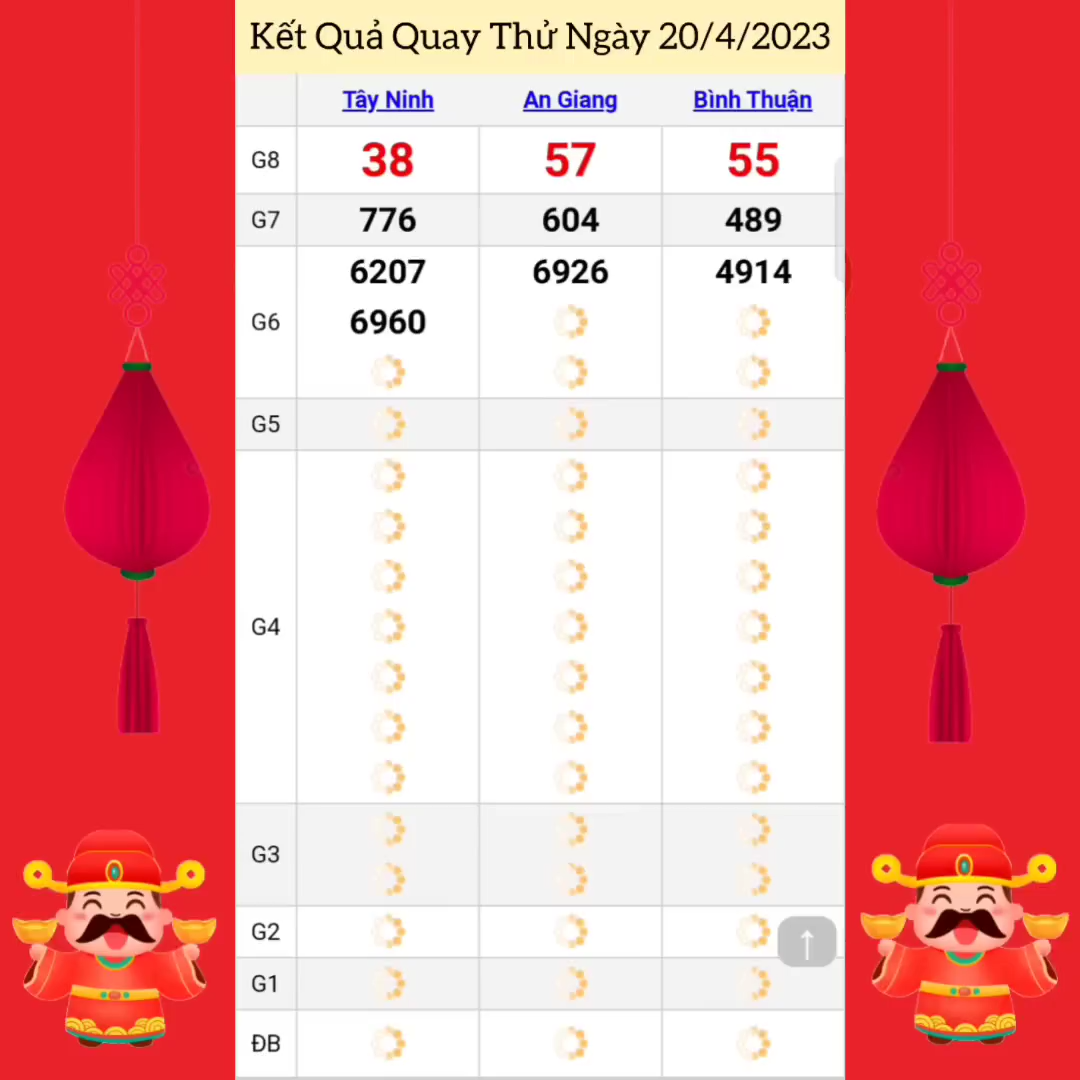 Kết Quả Quay Thử Ngày 20/4/2023
Tây Ninh An Giang Bình Thuận
G8 38 57 55
G7 776 604 489
6207 6926 4914
G6 6960
G5
G4
G3
G2
G1
ĐB